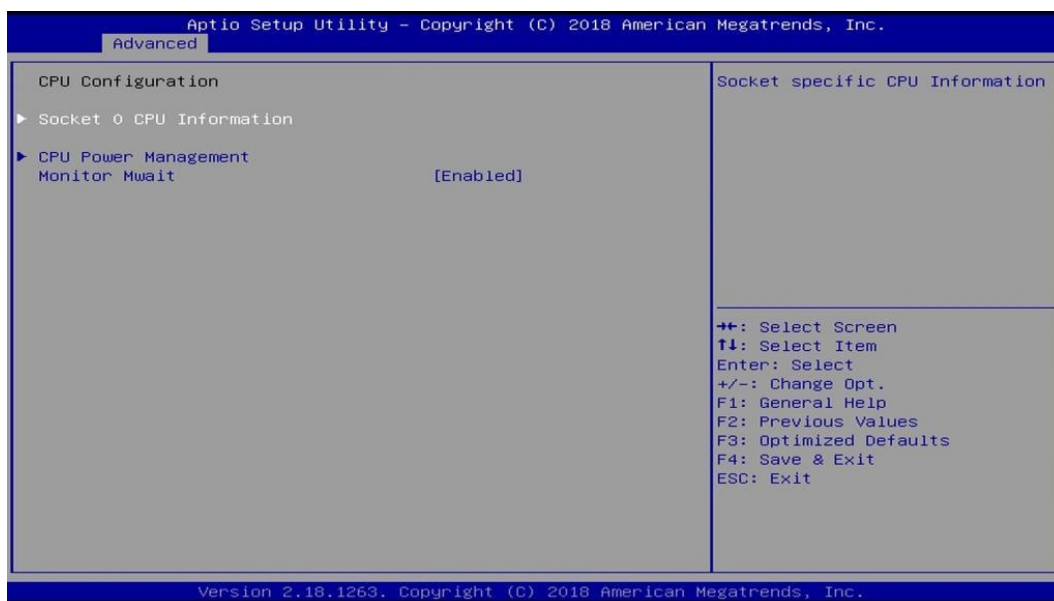 Aptio Setup Utility – Copyright (C) 2018 American Megatrends, Inc.
Advanced
CPU Configuration
▶ Socket 0 CPU Information
▶ CPU Power Management
Monitor Mwait [Enabled]
Socket specific CPU Information
→←: Select Screen
↑↓: Select Item
Enter: Select
+/-: Change Opt.
F1: General Help
F2: Previous Values
F3: Optimized Defaults
F4: Save & Exit
ESC: Exit
Version 2.18.1263. Copyright (C) 2018 American Megatrends, Inc.